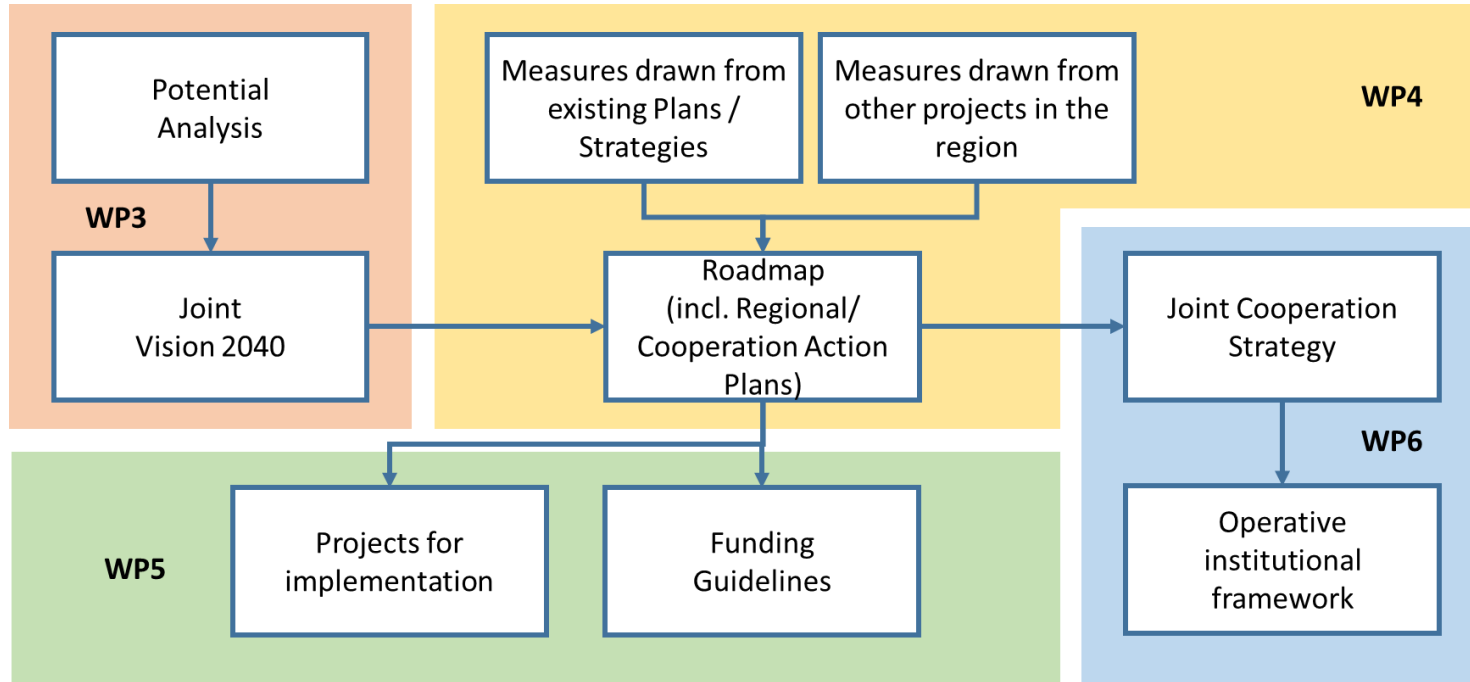 Potential
Analysis
WP3
Joint
Vision 2040
Measures drawn from
existing Plans /
Strategies
Measures drawn from
other projects in the
region
WP4
Roadmap
(incl. Regional/
Cooperation Action
Plans)
Joint Cooperation
Strategy
WP6
Operative
institutional
framework
WP5
Projects for
implementation
Funding
Guidelines